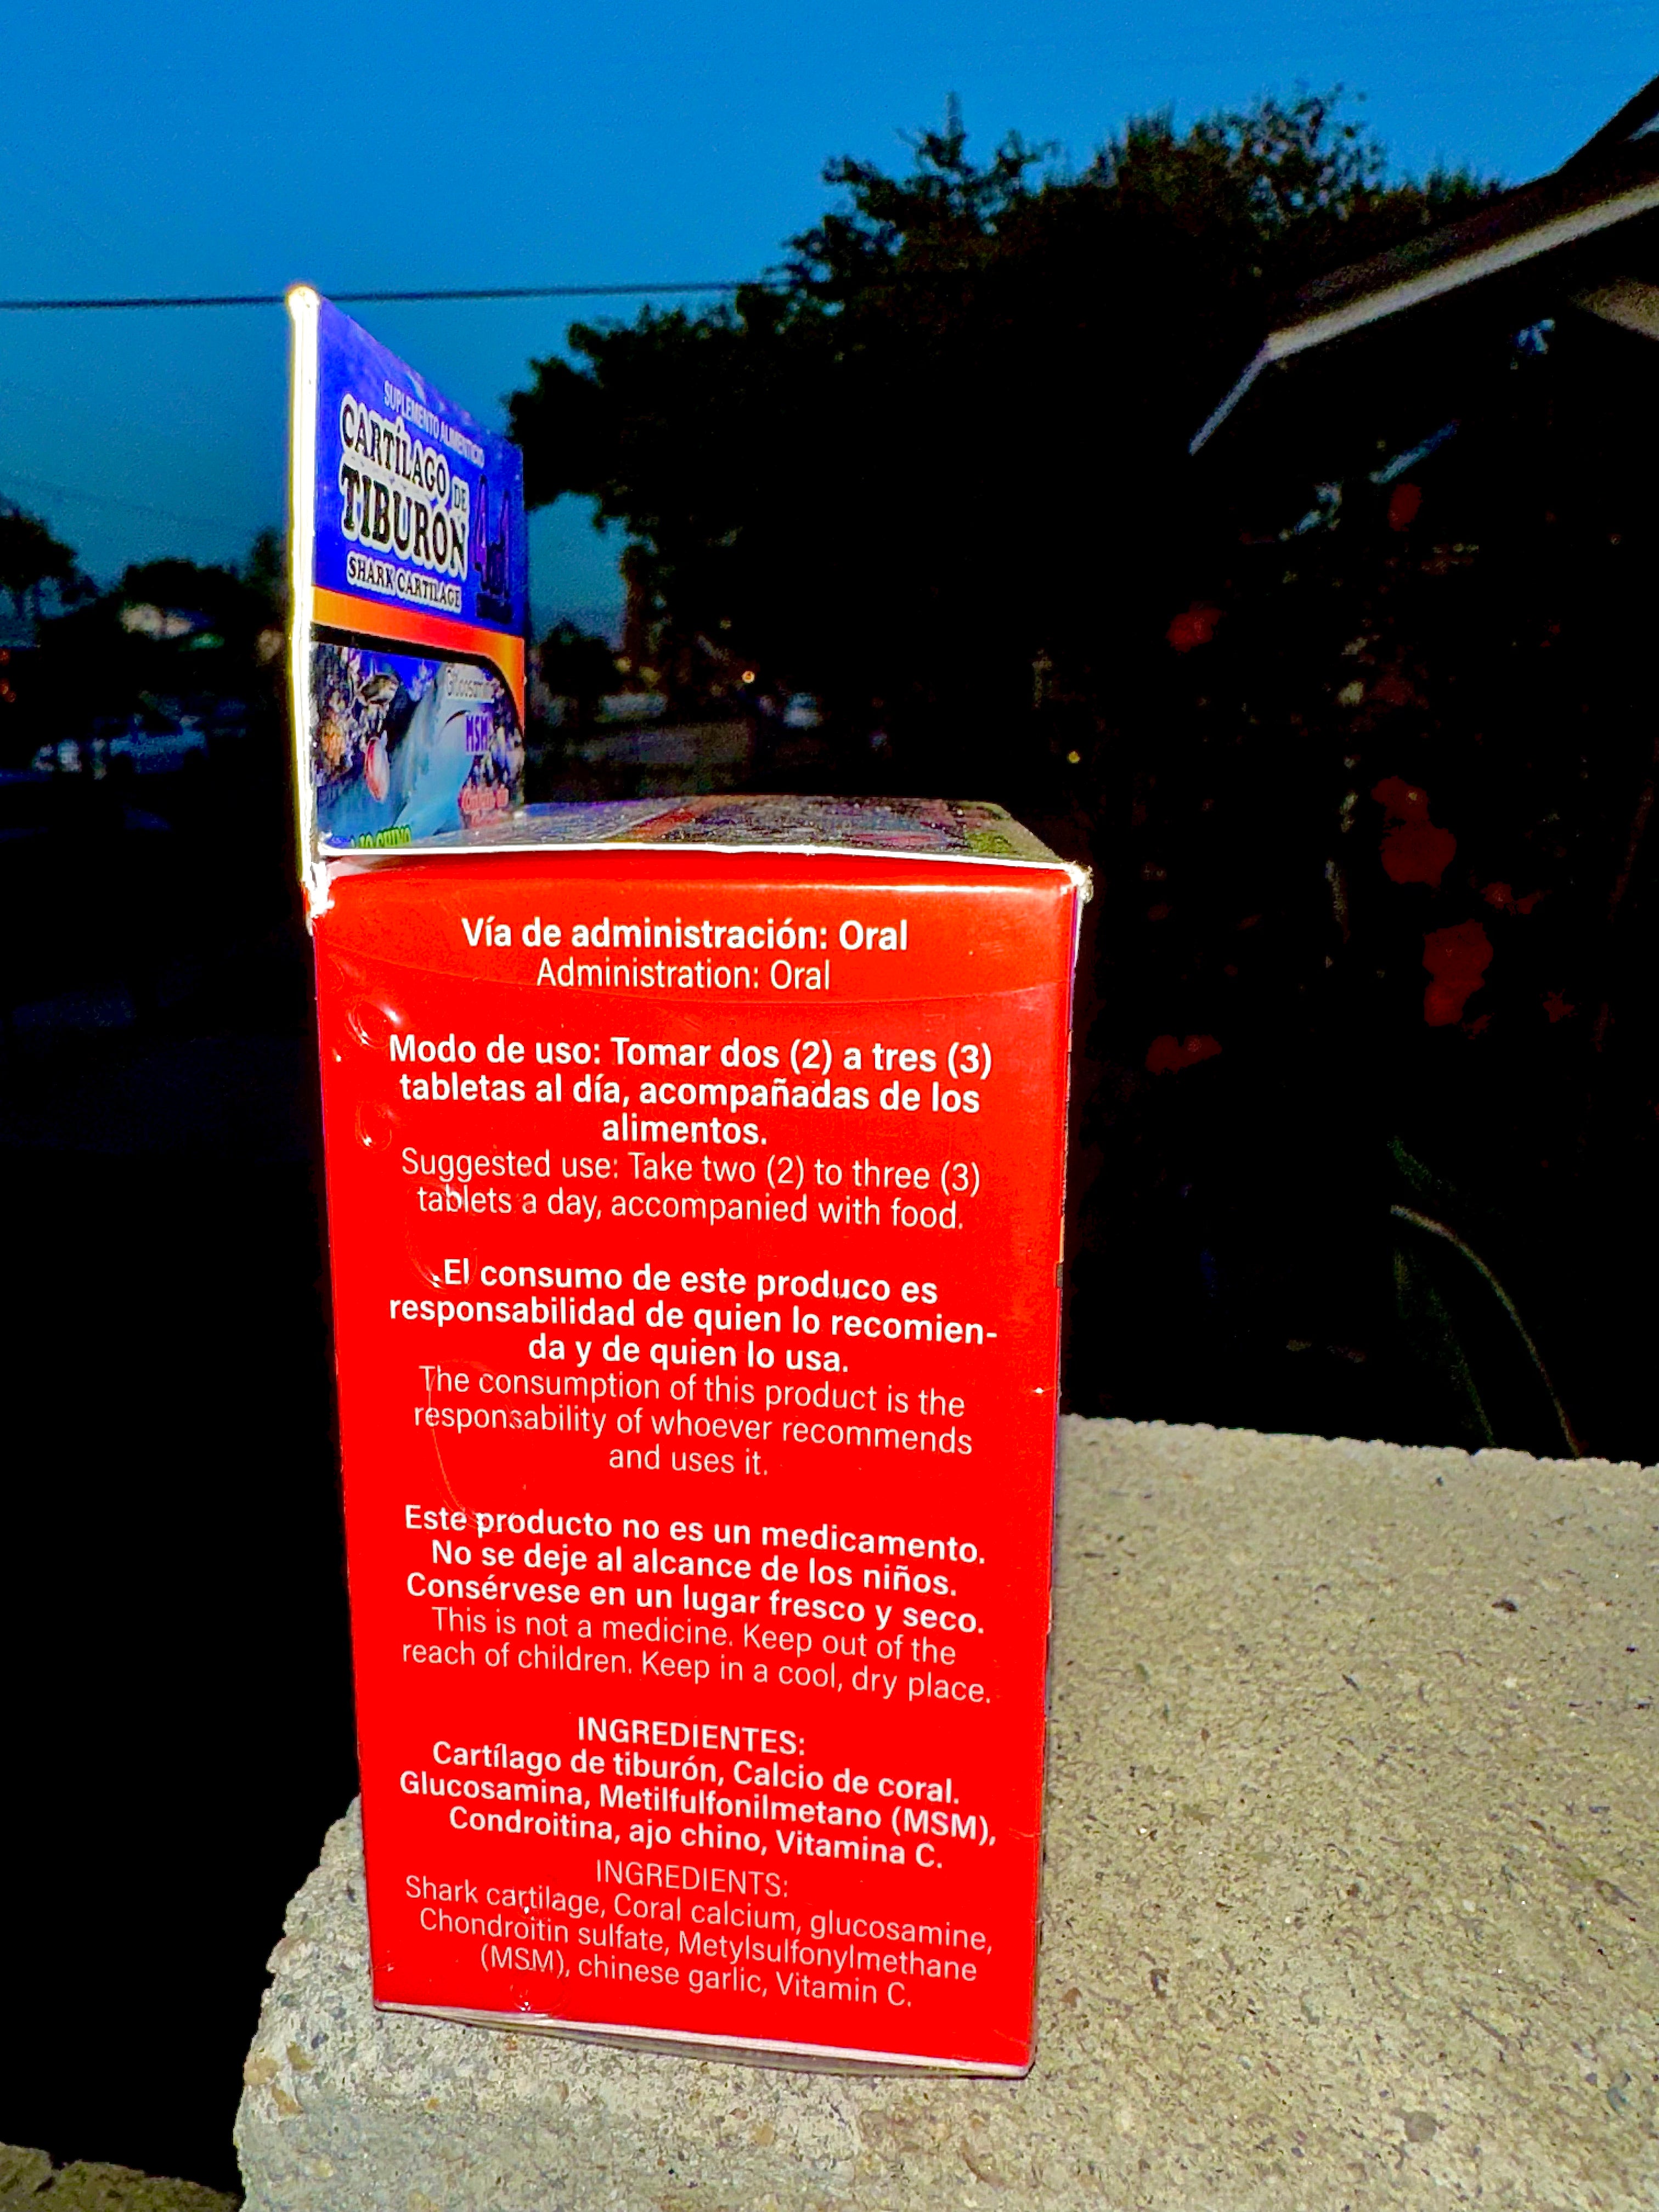 SUPLEMENTO ALIMENTICIO
CARTÍLAGO DE
TIBURÓN
SHARK CARTILAGE
MSM
Vía de administración: Oral
Administration: Oral
Modo de uso: Tomar dos (2) a tres (3)
tabletas al día, acompañadas de los
alimentos.
Suggested use: Take two (2) to three (3)
tablets a day, accompanied with food.
El consumo de este produco es
responsabilidad de quien lo recomien-
da y de quien lo usa.
The consumption of this product is the
responsability of whoever recommends
and uses it.
Este producto no es un medicamento.
No se deje al alcance de los niños.
Consérvese en un lugar fresco y seco.
This is not a medicine. Keep out of the
reach of children. Keep in a cool, dry place.
INGREDIENTES:
Cartílago de tiburón, Calcio de coral.
Glucosamina, Metilfulfonilmetano (MSM),
Condroitina, ajo chino, Vitamina C.
INGREDIENTS:
Shark cartilage, Coral calcium, glucosamine,
Chondroitin sulfate, Metylsulfonylmethane
(MSM), chinese garlic, Vitamin C.